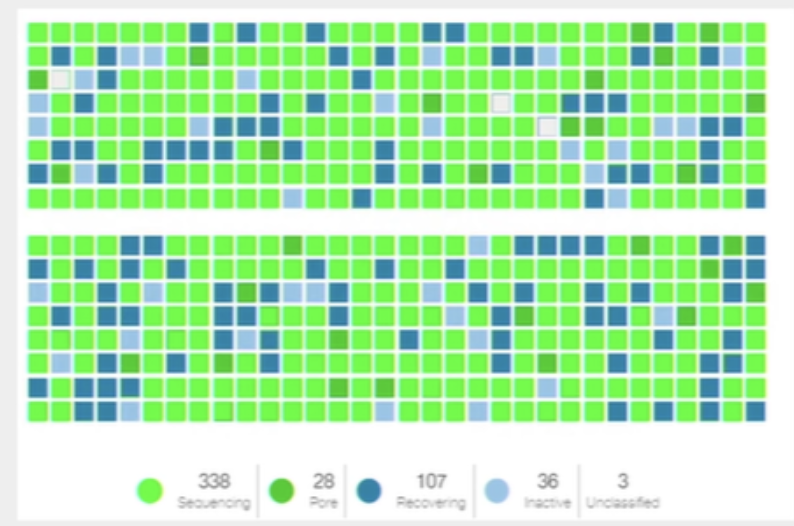 338 28 107 36 3
Sequencing Pore Recovering Inactive Unclassified